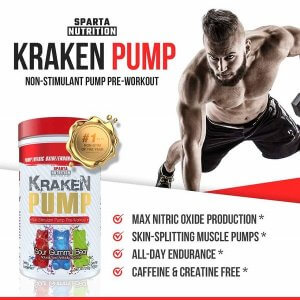 SPARTA
NUTRITION
KRAKEN PUMP
NON-STIMULANT PUMP PRE-WORKOUT
#1
SPARTA
NUTRITION
KRAKEN
PUMP
Sour Gummy Bear
MAX NITRIC OXIDE PRODUCTION *
SKIN-SPLITTING MUSCLE PUMPS *
ALL-DAY ENDURANCE *
CAFFEINE & CREATINE FREE *